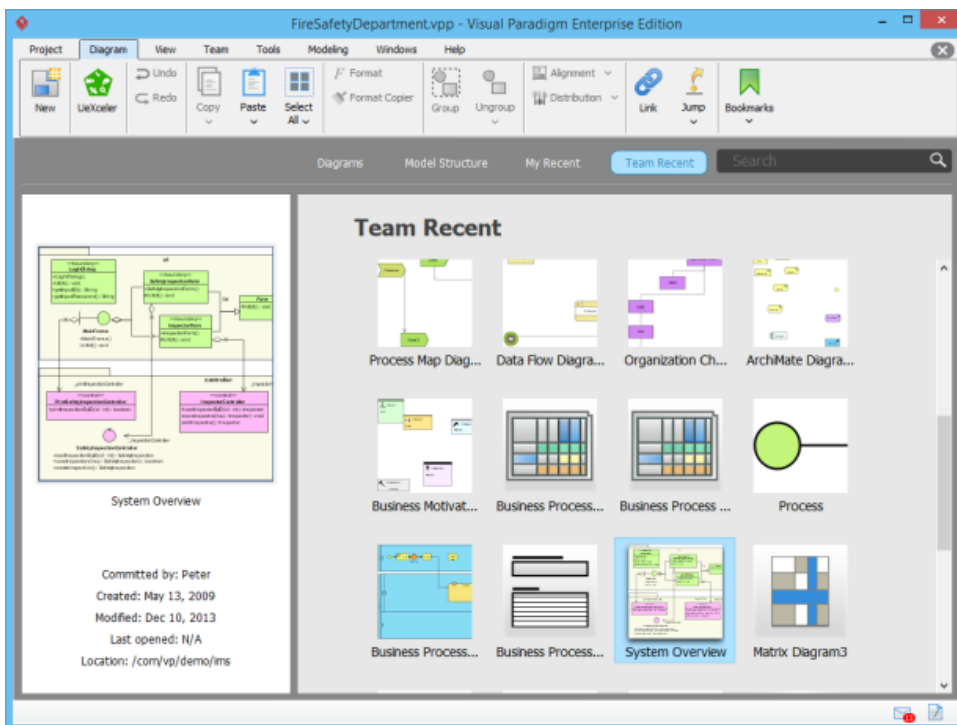 FireSafetyDepartment.vpp - Visual Paradigm Enterprise Edition
Project Diagram View Team Tools Modeling Windows Help
New
UeXceler
Undo
Redo
Copy
Paste
Select All
Format
Format Copier
Group
Ungroup
Alignment
Distribution
Link
Jump
Bookmarks
Diagrams Model Structure My Recent Team Recent Search
Team Recent
Process Map Diag... Data Flow Diagra... Organization Ch... ArchiMate Diagra...
Business Motivat... Business Process... Business Process ... Process
Business Process... Business Process... System Overview Matrix Diagram3
ui
controller
System Overview
Committed by: Peter
Created: May 13, 2009
Modified: Dec 10, 2013
Last opened: N/A
Location: /com/vp/demo/ims